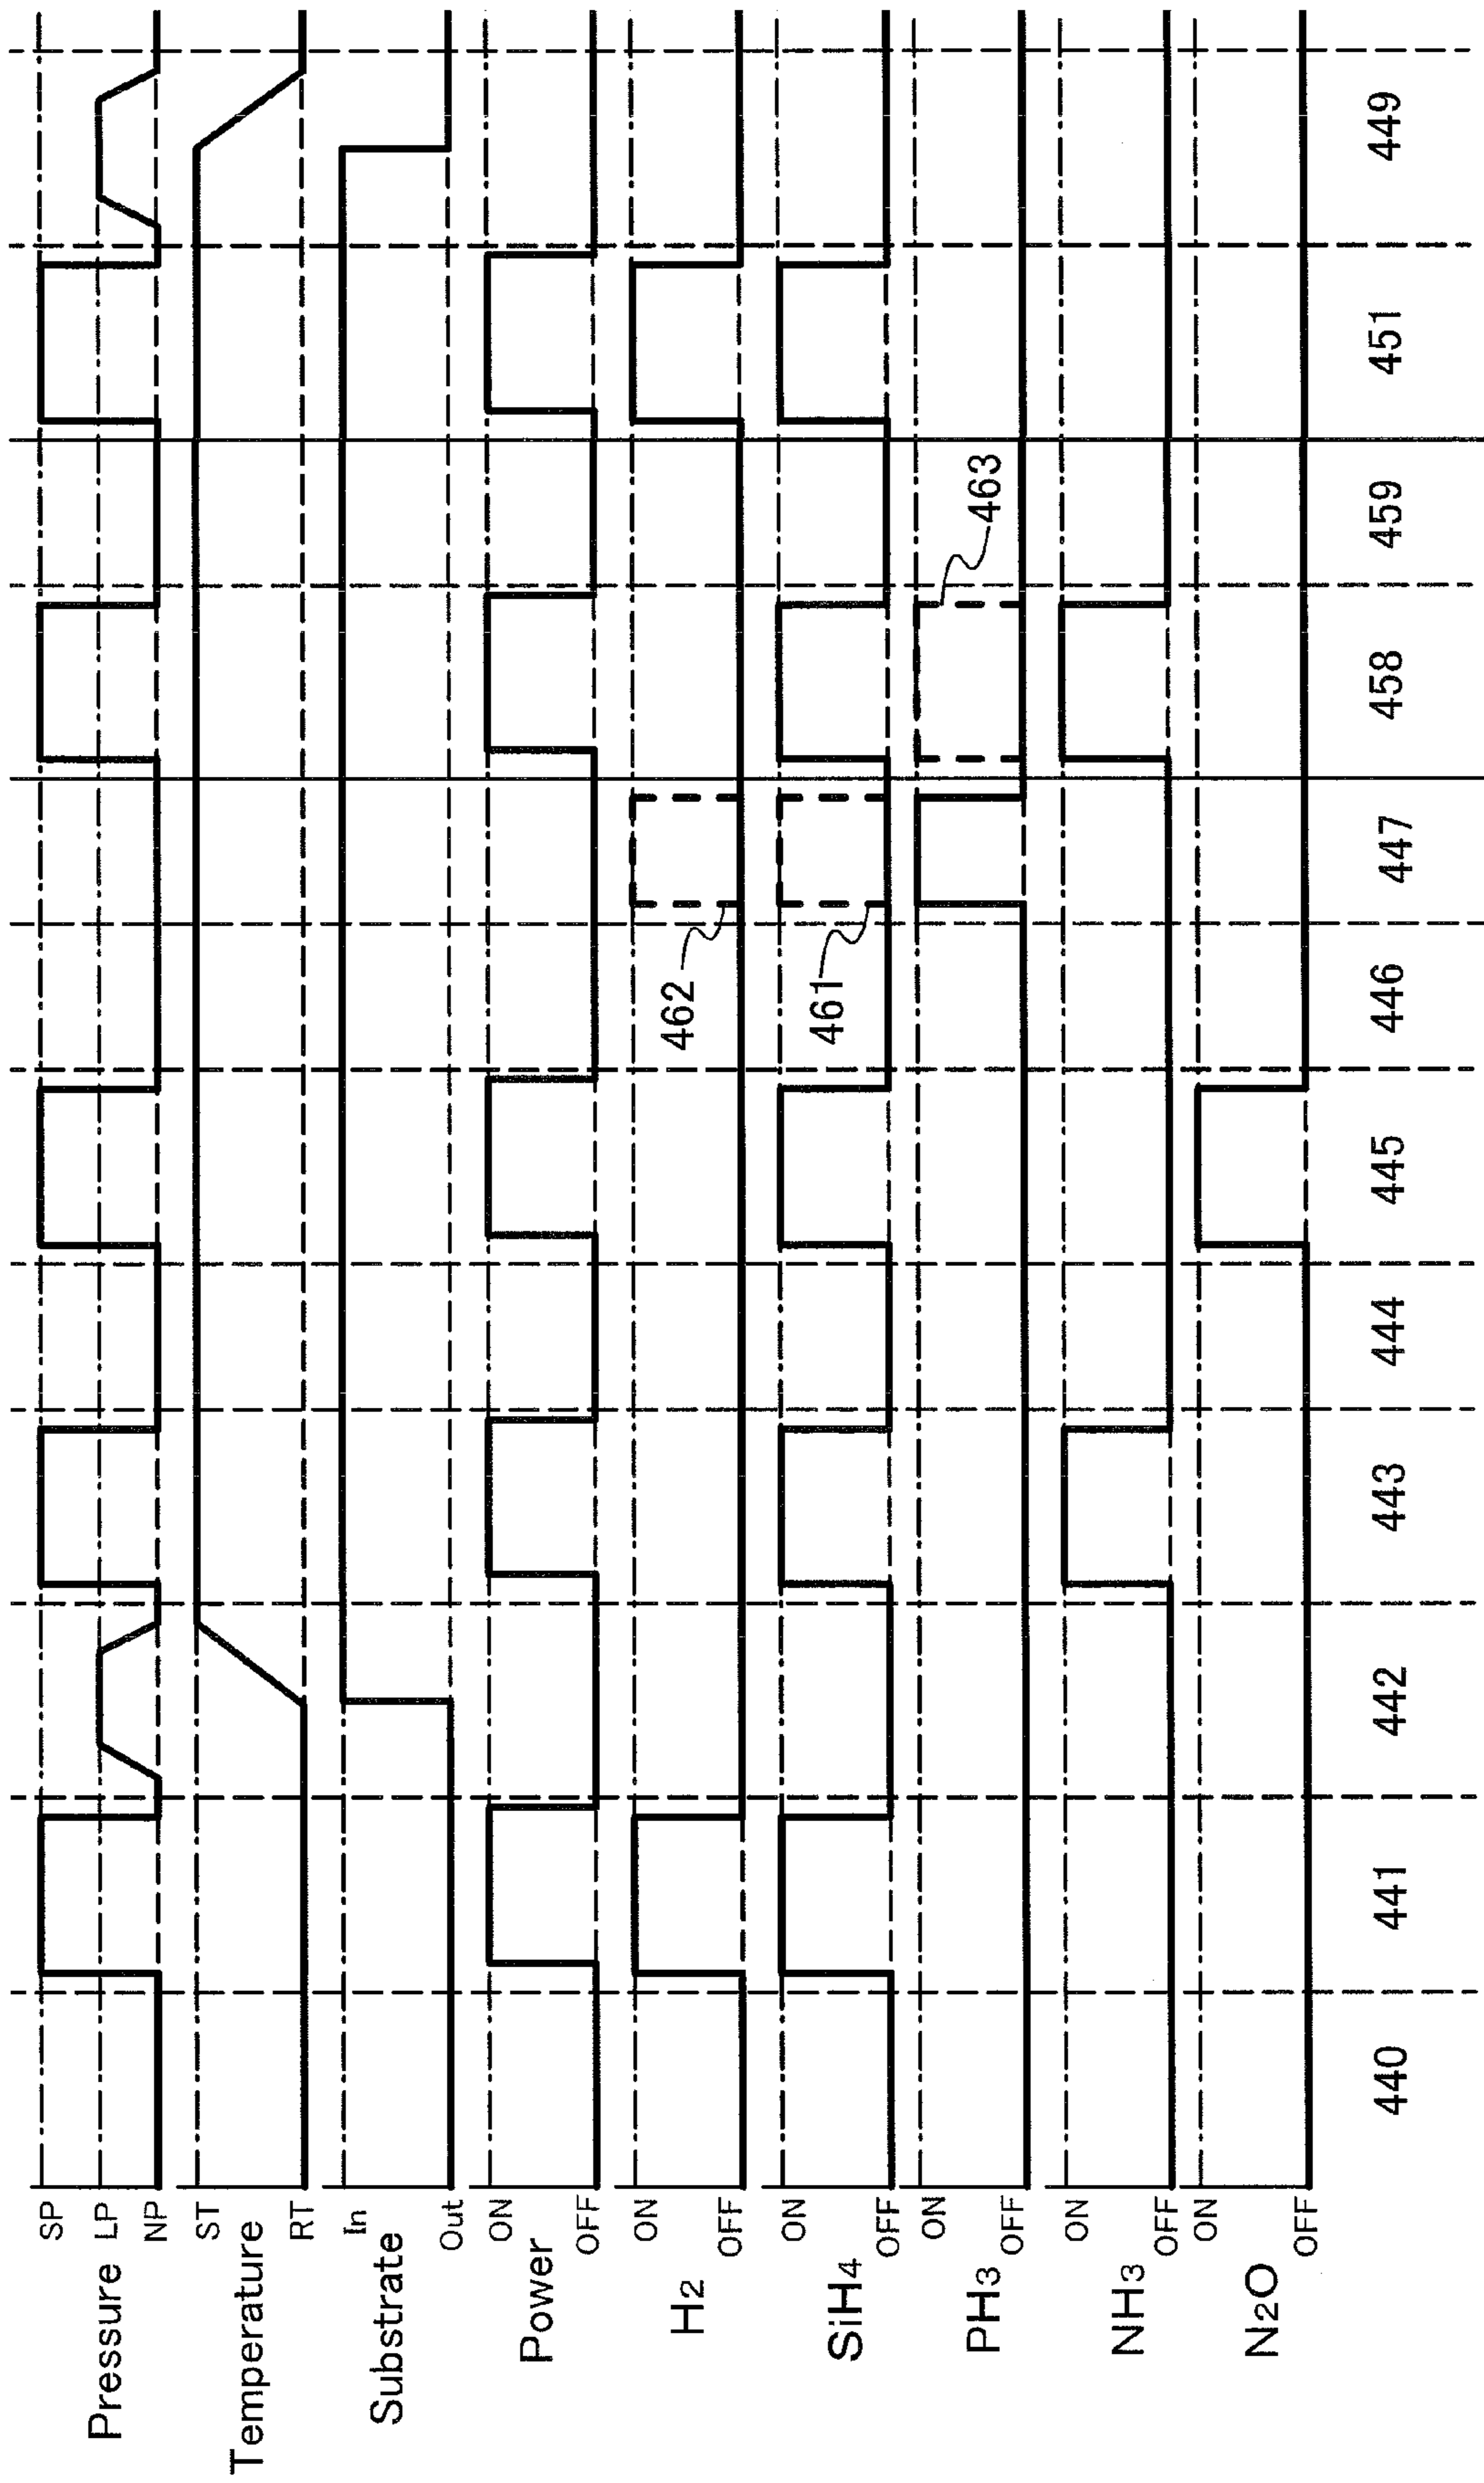 Pressure
SP
LP
NP
Temperature
ST
RT
Substrate
In
Out
Power
ON
OFF
H2
ON
OFF
SiH4
ON
OFF
PH3
ON
OFF
NH3
ON
OFF
N2O
ON
OFF
462
461
463
440
441
442
443
444
445
446
447
458
459
451
449